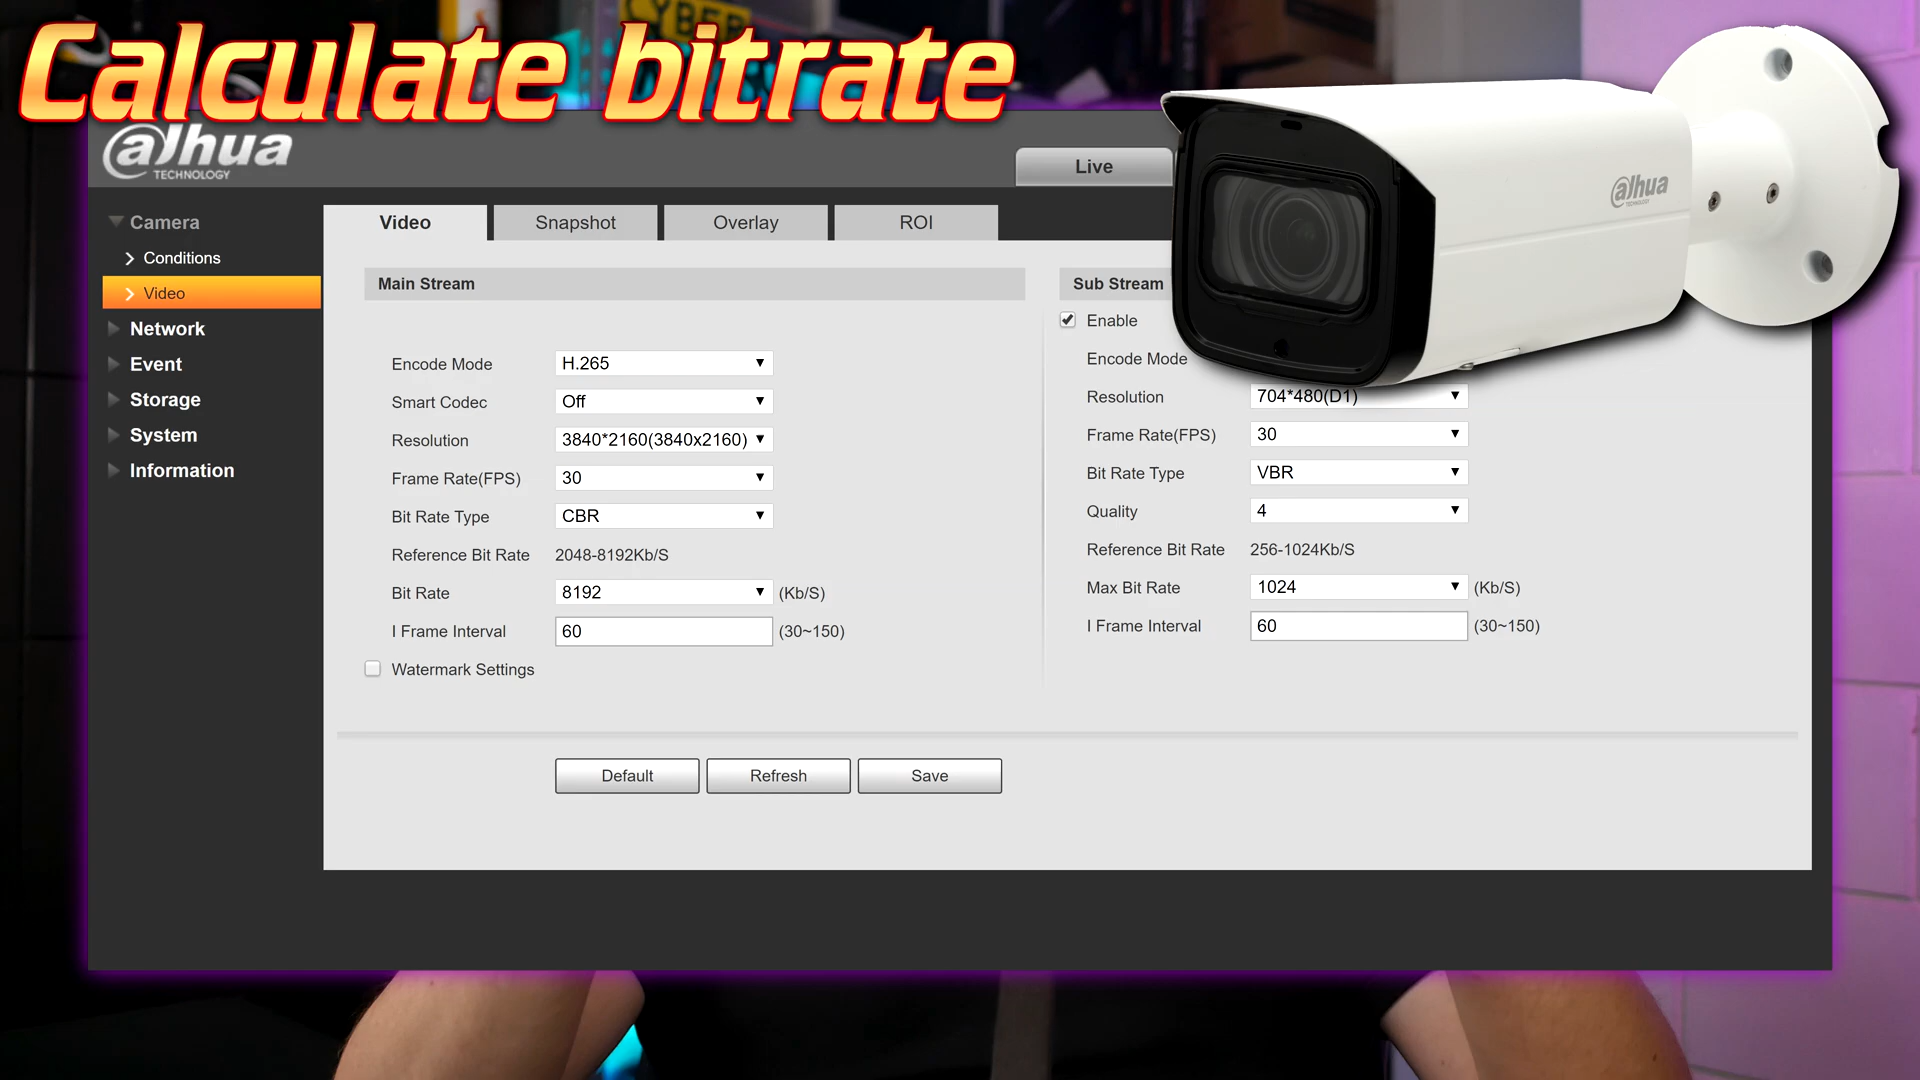 CYBER
Calculate bitrate
alhua
TECHNOLOGY
Live
alhua
TECHNOLOGY
Camera
Conditions
Video
Network
Event
Storage
System
Information
Video
Snapshot
Overlay
ROI
Main Stream
Encode Mode H.265
Smart Codec Off
Resolution 3840*2160(3840x2160)
Frame Rate(FPS) 30
Bit Rate Type CBR
Reference Bit Rate 2048-8192Kb/S
Bit Rate 8192 (Kb/S)
I Frame Interval 60 (30~150)
Watermark Settings
Sub Stream
Enable
Encode Mode
Resolution 704*480(D1)
Frame Rate(FPS) 30
Bit Rate Type VBR
Quality 4
Reference Bit Rate 256-1024Kb/S
Max Bit Rate 1024 (Kb/S)
I Frame Interval 60 (30~150)
Default
Refresh
Save